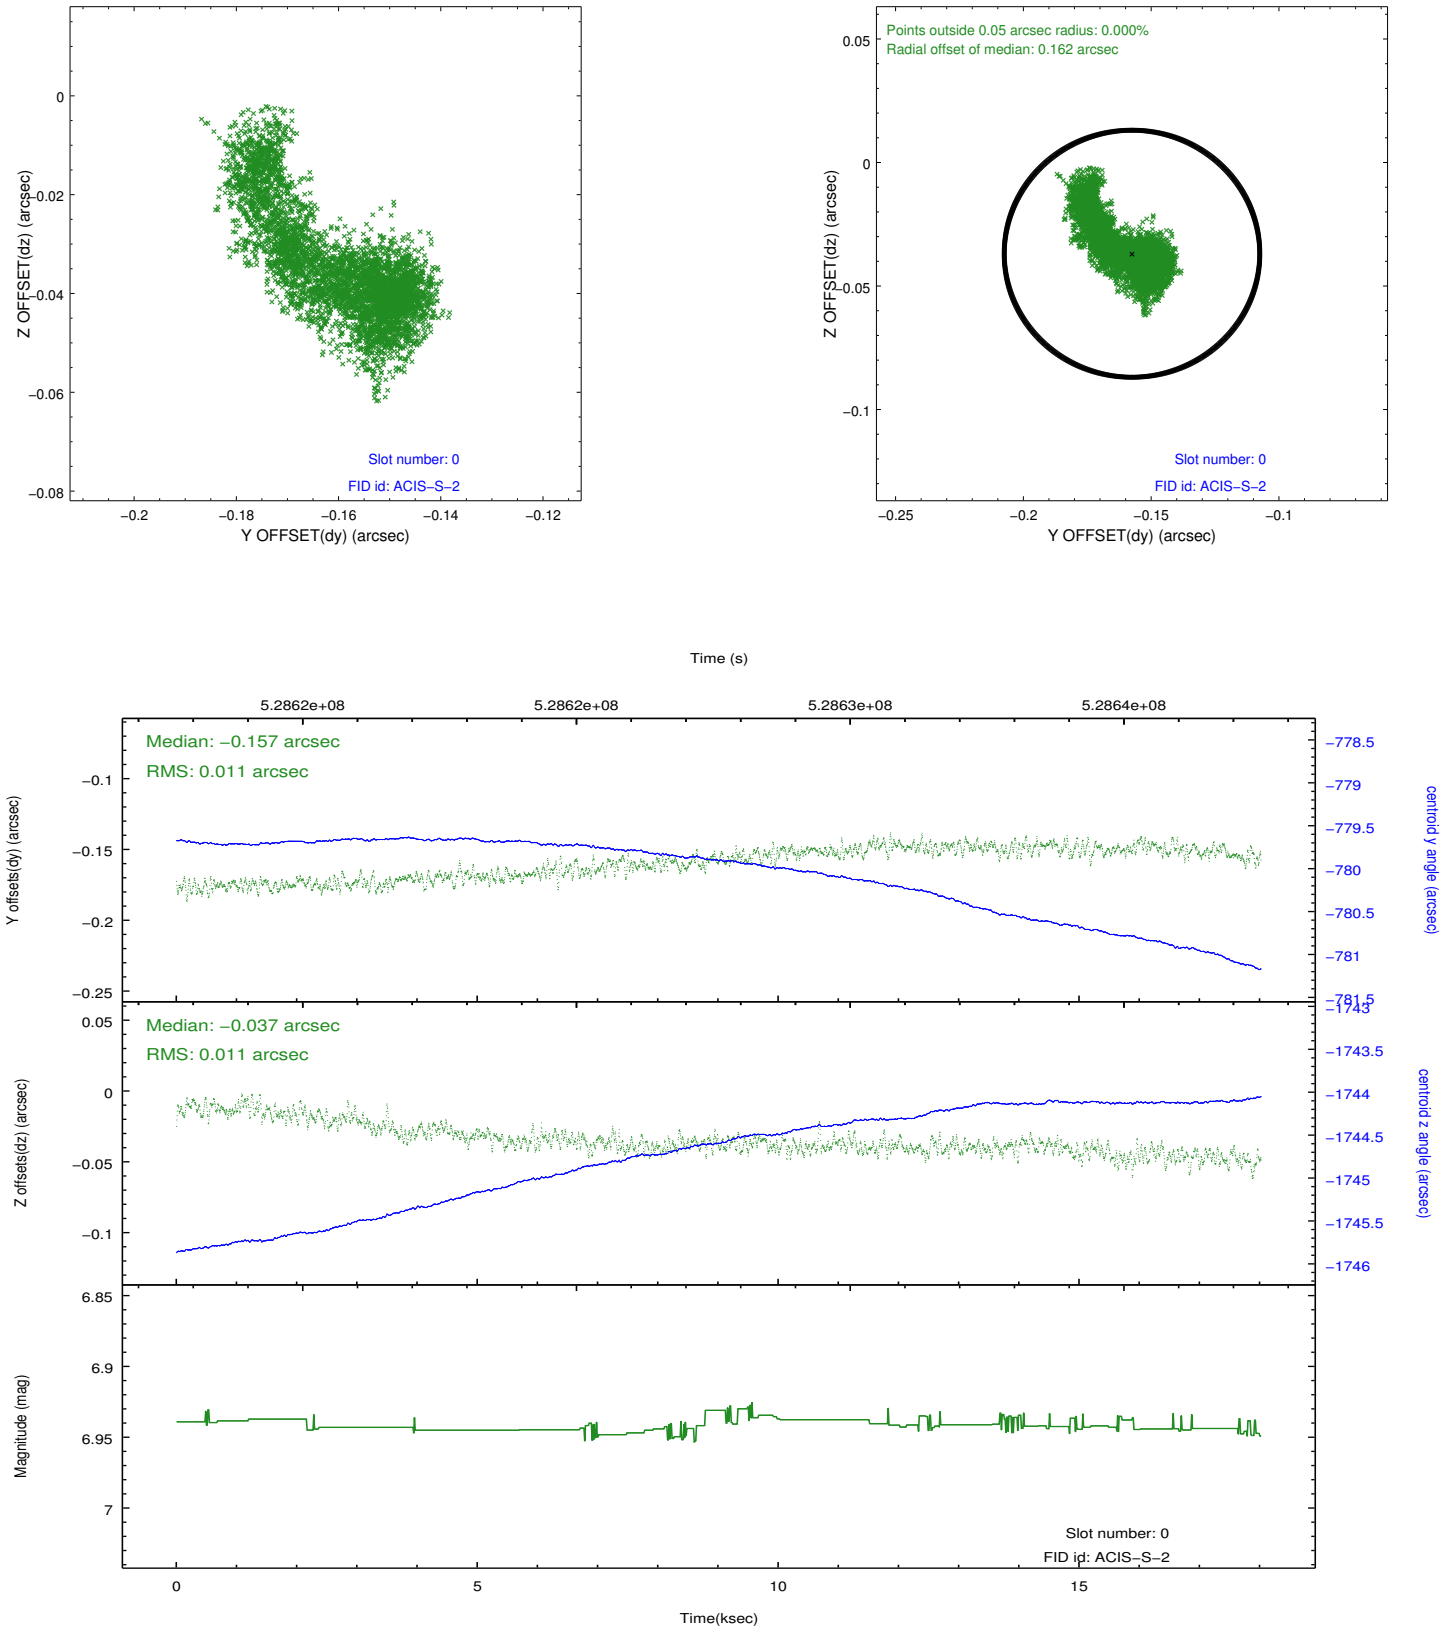 0
−0.02
−0.04
−0.06
−0.08
Z OFFSET(dz) (arcsec)
Slot number: 0
FID id: ACIS−S−2
−0.2
−0.18
−0.16
−0.14
−0.12
Y OFFSET(dy) (arcsec)
Points outside 0.05 arcsec radius: 0.000%
Radial offset of median: 0.162 arcsec
0.05
0
−0.05
−0.1
Z OFFSET(dz) (arcsec)
Slot number: 0
FID id: ACIS−S−2
−0.25
−0.2
−0.15
−0.1
Y OFFSET(dy) (arcsec)
Time (s)
5.2862e+08
5.2862e+08
5.2863e+08
5.2864e+08
Median: −0.157 arcsec
RMS: 0.011 arcsec
−0.1
−0.15
−0.2
−0.25
Y offsets(dy) (arcsec)
−778.5
−779
−779.5
−780
−780.5
−781
−781.5
centroid y angle (arcsec)
Median: −0.037 arcsec
RMS: 0.011 arcsec
0.05
0
−0.05
−0.1
Z offsets(dz) (arcsec)
−1743
−1743.5
−1744
−1744.5
−1745
−1745.5
−1746
centroid z angle (arcsec)
6.85
6.9
6.95
7
Magnitude (mag)
Slot number: 0
FID id: ACIS−S−2
0
5
10
15
Time(ksec)